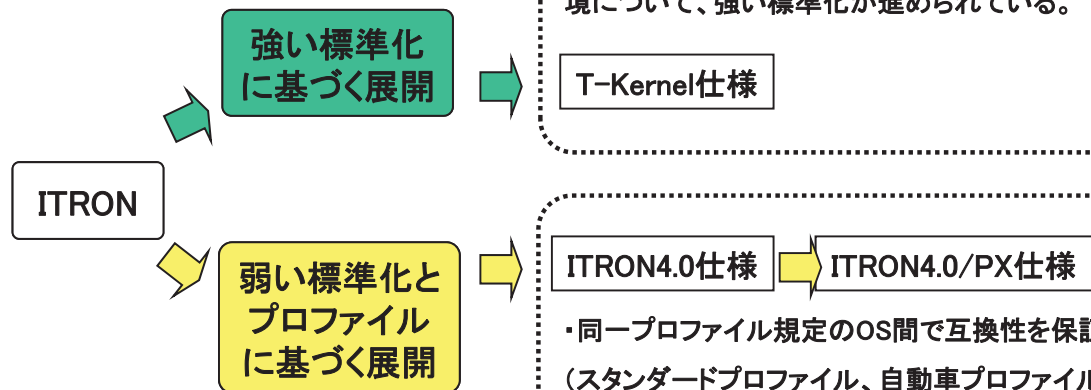 境について、強い標準化が進められている。
強い標準化
に基づく展開
T-Kernel仕様
ITRON
弱い標準化と
プロファイル
に基づく展開
ITRON4.0仕様
ITRON4.0/PX仕様
・同一プロファイル規定のOS間で互換性を保証
（スタンダードプロファイル、自動車プロファイル